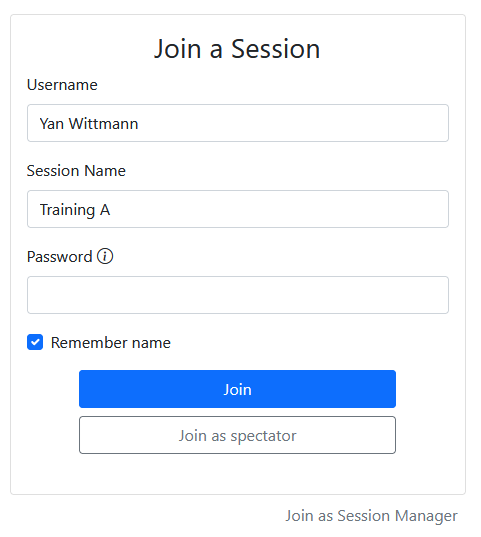 Join a Session
Username
Yan Wittmann
Session Name
Training A
Password
Remember name
Join
Join as spectator
Join as Session Manager